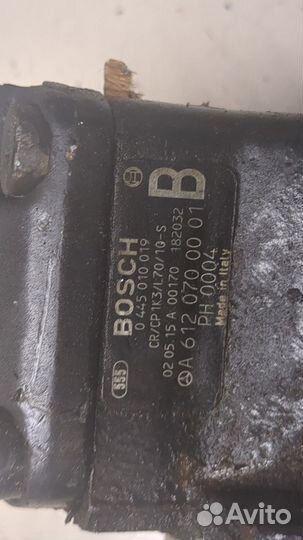 BOSCH
0 445 010 019
CR/CP1K3/L70/10-S
02 05 15 A 00170 182032
A 612 070 00 01
PH 0004
Made in Italy
B
555
Avito